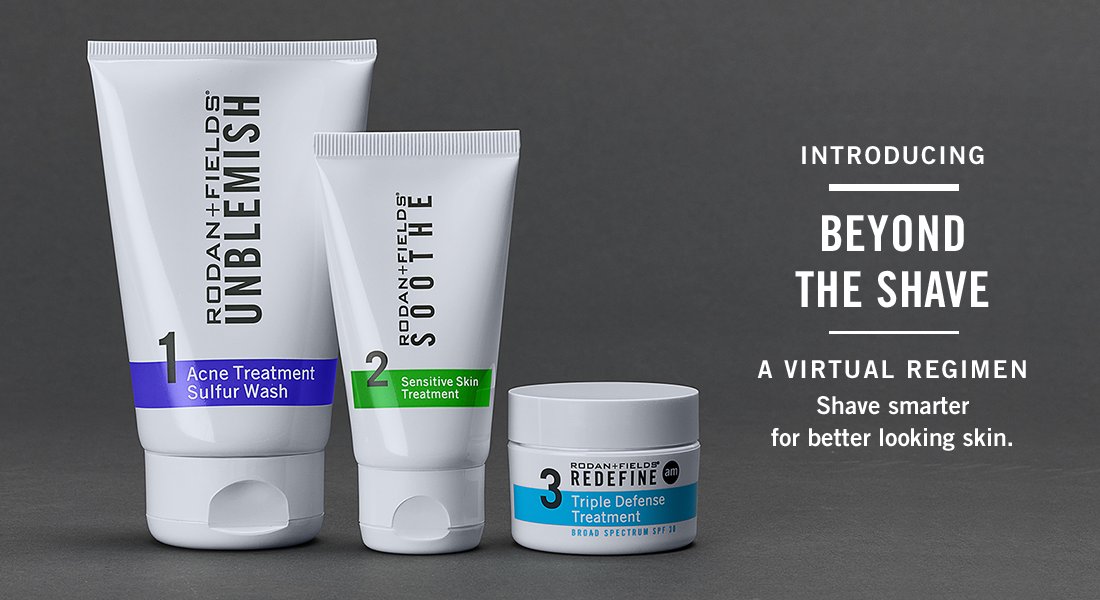 RODAN+FIELDS®
UNBLEMISH
1
Acne Treatment
Sulfur Wash
RODAN+FIELDS®
SOOTHE
2
Sensitive Skin
Treatment
3
RODAN+FIELDS®
REDEFINE am
Triple Defense
Treatment
BROAD SPECTRUM SPF 30
INTRODUCING
BEYOND
THE SHAVE
A VIRTUAL REGIMEN
Shave smarter
for better looking skin.